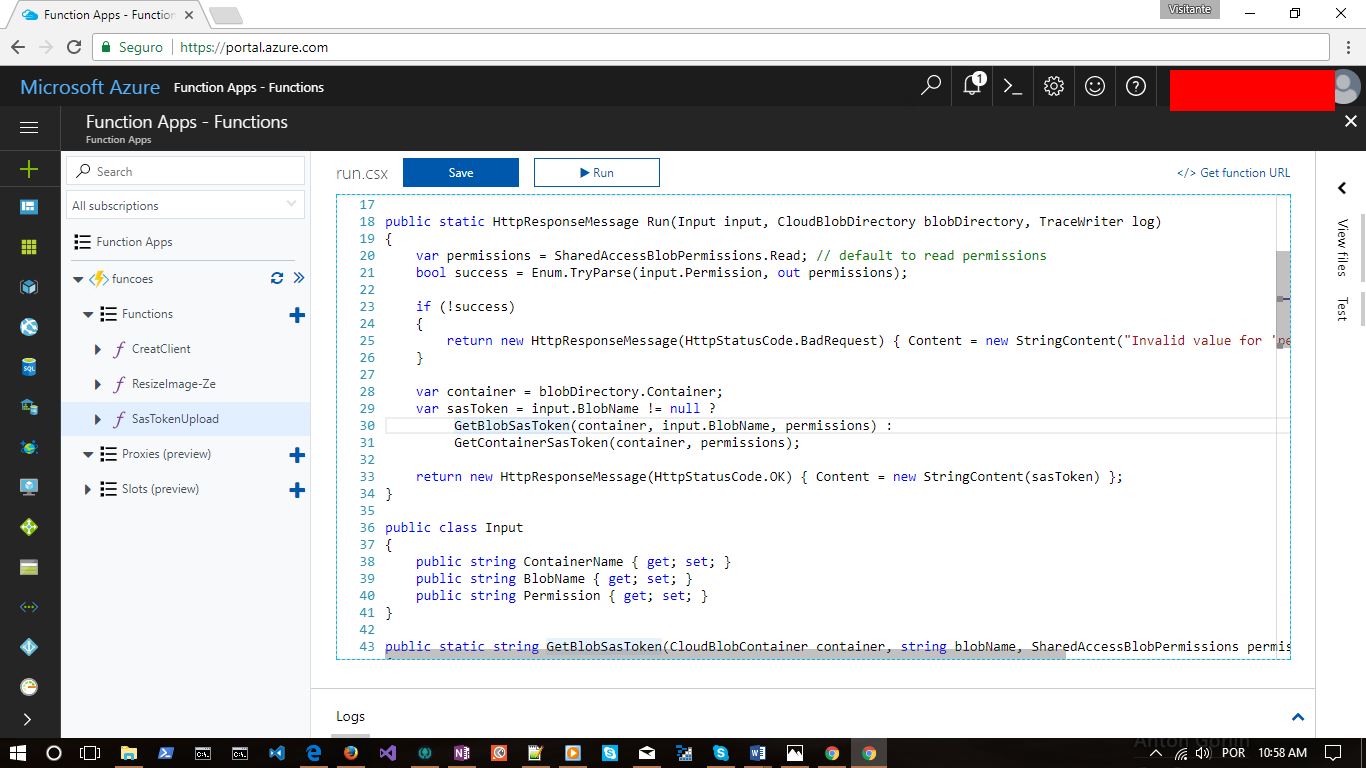 Function Apps - Function
Visitante
Seguro
https://portal.azure.com
Microsoft Azure
Function Apps - Functions
1
Function Apps - Functions
Function Apps
Search
All subscriptions
Function Apps
funcoes
Functions
CreatClient
ResizeImage-Ze
SasTokenUpload
Proxies (preview)
Slots (preview)
run.csx
Save
Run
</> Get function URL
17
18 public static HttpResponseMessage Run(Input input, CloudBlobDirectory blobDirectory, TraceWriter log)
19 {
20 var permissions = SharedAccessBlobPermissions.Read; // default to read permissions
21 bool success = Enum.TryParse(input.Permission, out permissions);
22
23 if (!success)
24 {
25 return new HttpResponseMessage(HttpStatusCode.BadRequest) { Content = new StringContent("Invalid value for 'pe
26 }
27
28 var container = blobDirectory.Container;
29 var sasToken = input.BlobName != null ?
30 GetBlobSasToken(container, input.BlobName, permissions) :
31 GetContainerSasToken(container, permissions);
32
33 return new HttpResponseMessage(HttpStatusCode.OK) { Content = new StringContent(sasToken) };
34 }
35
36 public class Input
37 {
38 public string ContainerName { get; set; }
39 public string BlobName { get; set; }
40 public string Permission { get; set; }
41 }
42
43 public static string GetBlobSasToken(CloudBlobContainer container, string blobName, SharedAccessBlobPermissions permis
View files
Test
Logs
SQL
POR
10:58 AM